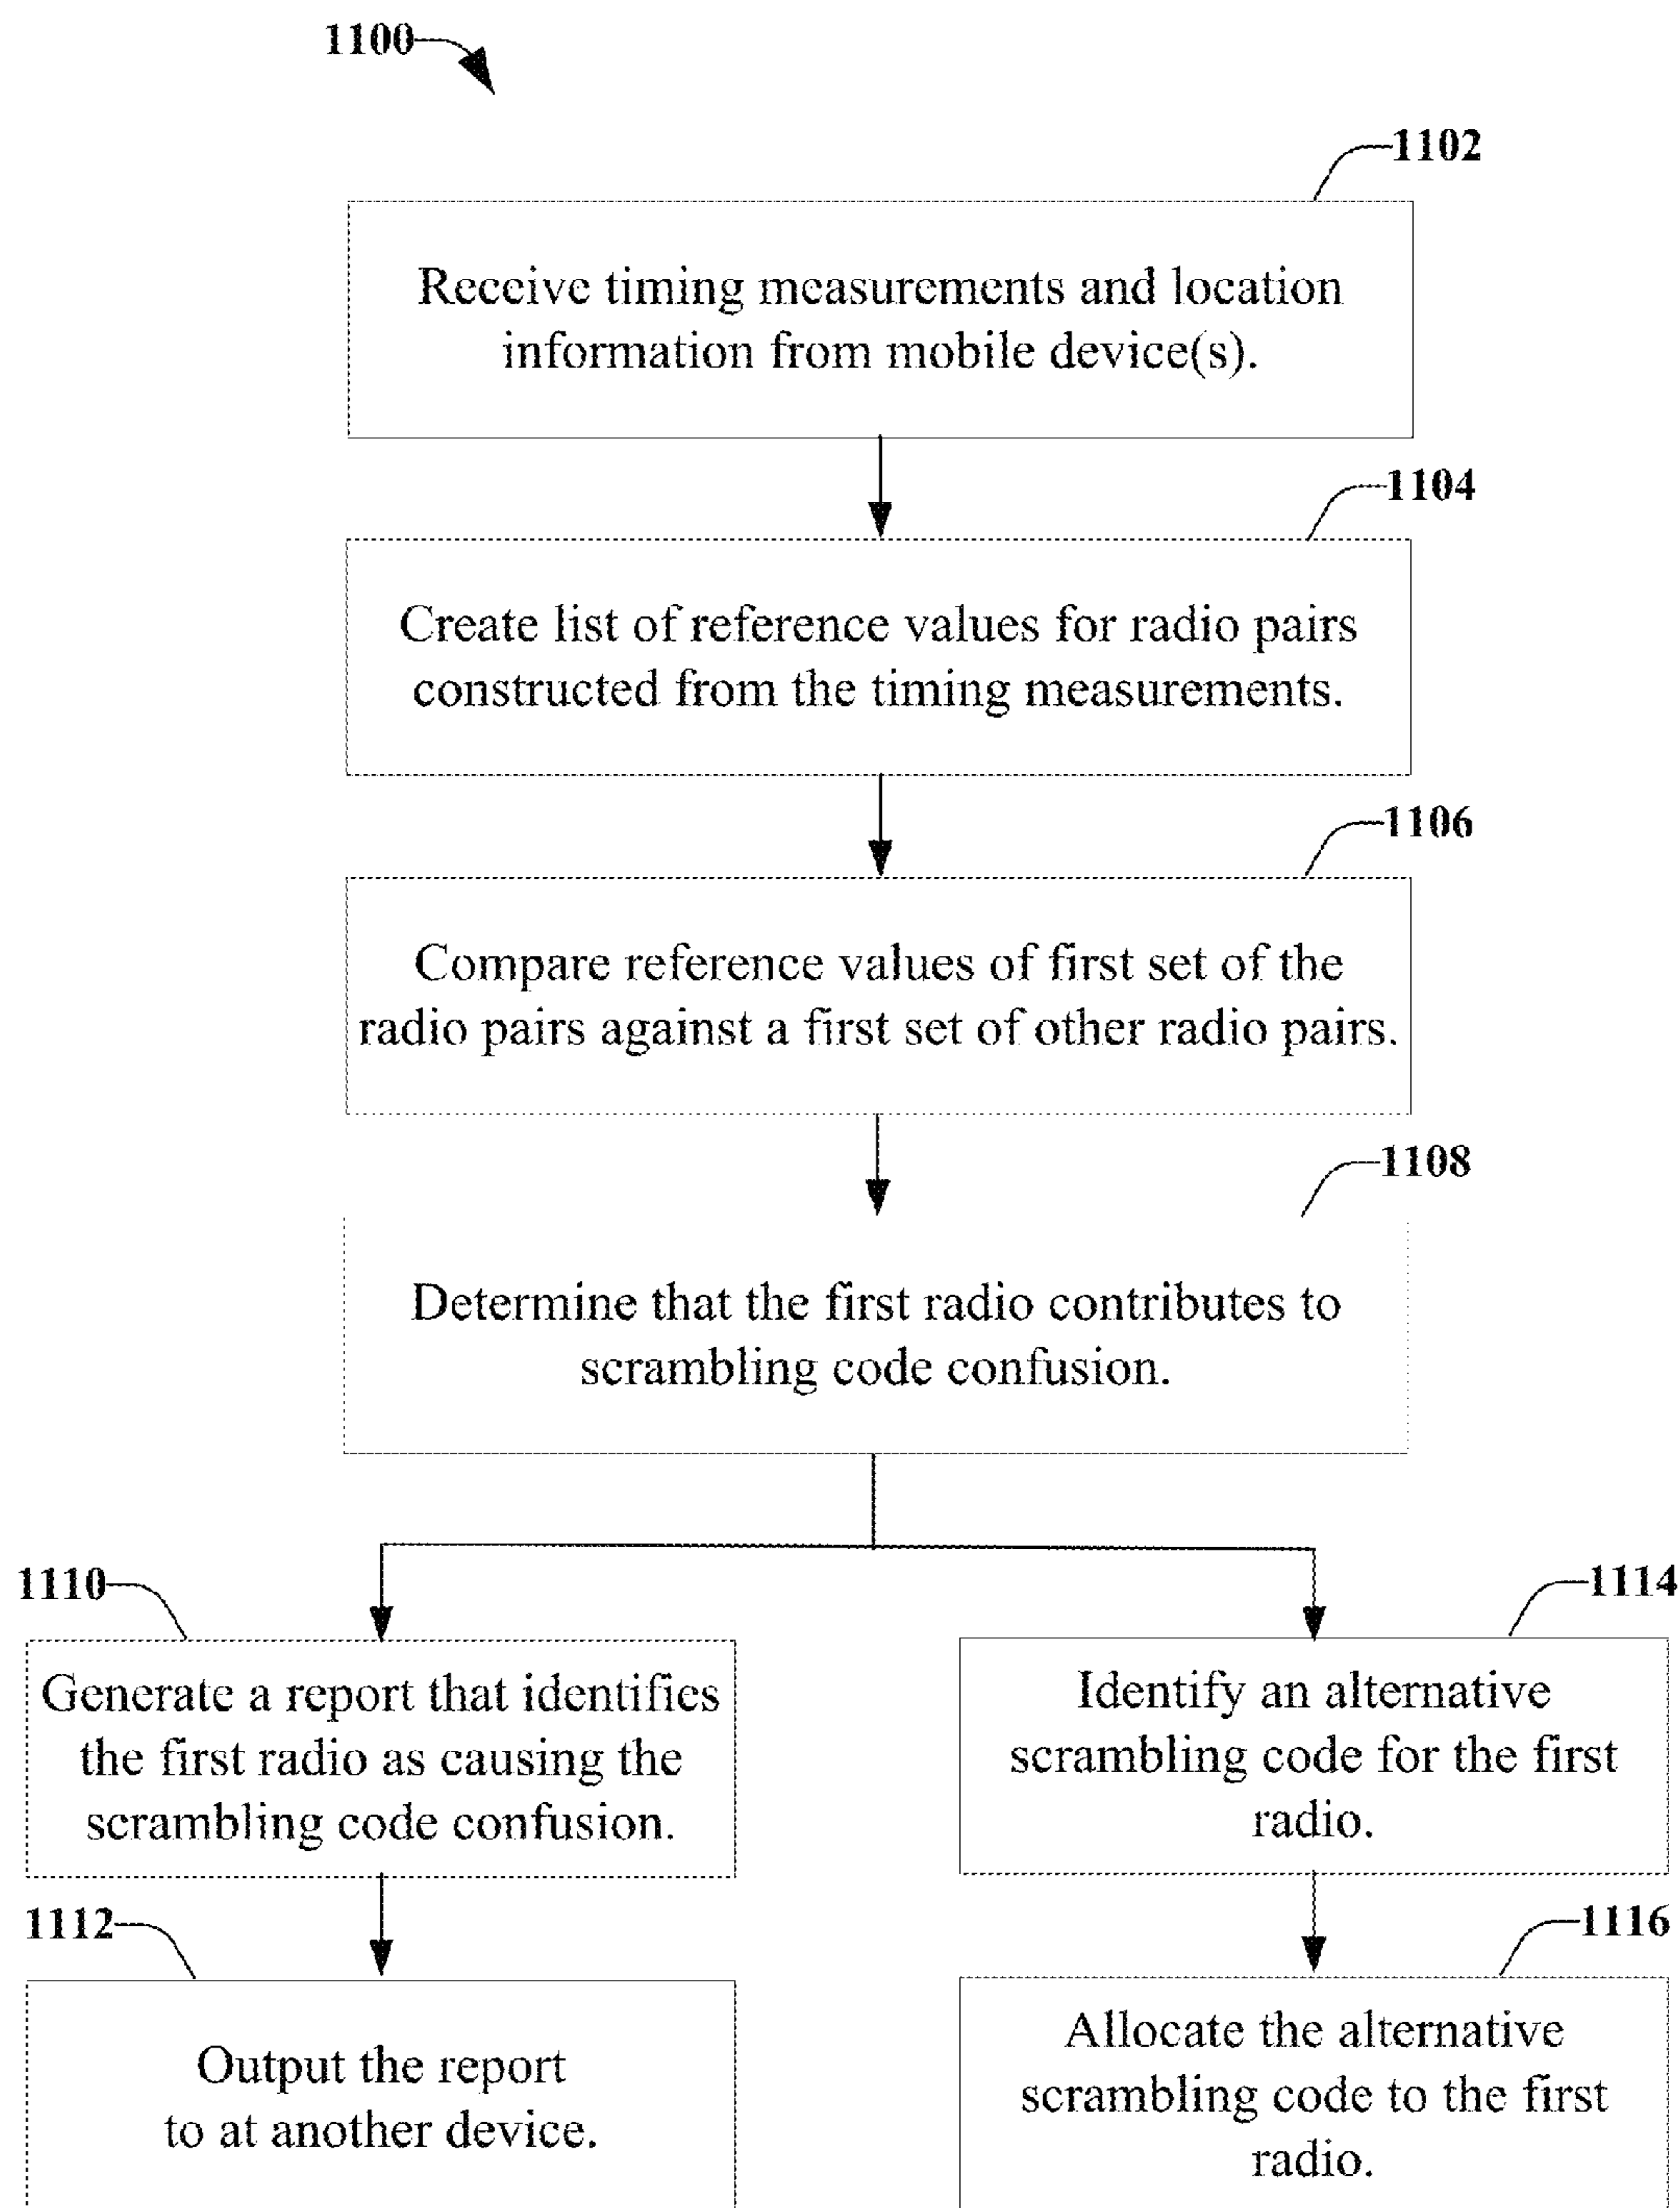 1100
1102
Receive timing measurements and location
information from mobile device(s).
1104
Create list of reference values for radio pairs
constructed from the timing measurements.
1106
Compare reference values of first set of the
radio pairs against a first set of other radio pairs.
1108
Determine that the first radio contributes to
scrambling code confusion.
1110
Generate a report that identifies
the first radio as causing the
scrambling code confusion.
1112
Output the report
to at another device.
1114
Identify an alternative
scrambling code for the first
radio.
1116
Allocate the alternative
scrambling code to the first
radio.